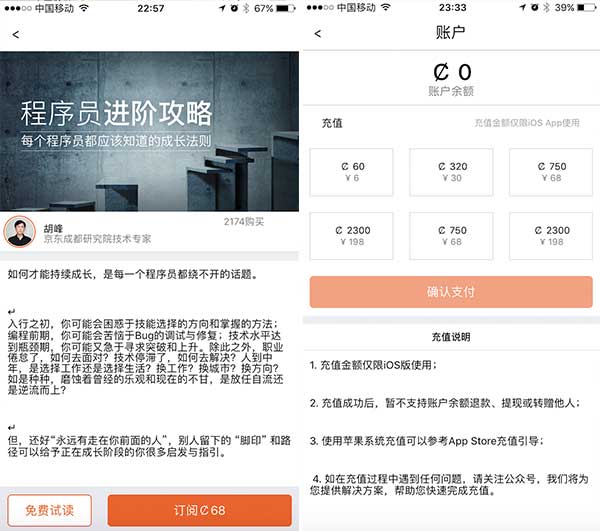 中国移动
22:57
67%
<
程序员进阶攻略
每个程序员都应该知道的成长法则
胡峰
京东成都研究院技术专家
2174购买
如何才能持续成长，是每一个程序员都绕不开的话题。
↵
入行之初，你可能会困惑于技能选择的方向和掌握的方法；
编程前期，你可能会苦恼于Bug的调试与修复；技术水平达
到瓶颈期，你可能又急于寻求突破和上升。除此之外，职业
倦怠了，如何去面对？技术停滞了，如何去解决？人到中
年，是选择工作还是选择生活？换工作？换城市？换方向？
如是种种，磨蚀着曾经的乐观和现在的不甘，是放任自流还
是逆流而上？
↵
但，还好“永远有走在你前面的人”，别人留下的 “脚印” 和路
径可以给予正在成长阶段的你很多启发与指引。
免费试读
订阅₡68
中国移动
23:33
39%
<
账户
₡ 0
账户余额
充值
充值金额仅限iOS App使用
₡ 60
¥ 6
₡ 320
¥ 30
₡ 750
¥ 68
₡ 2300
¥ 198
₡ 750
¥ 68
₡ 2300
¥ 198
确认支付
充值说明
1. 充值金额仅限iOS版使用；
2. 充值成功后，暂不支持账户余额退款、提现或转赠他人；
3. 使用苹果系统充值可以参考App Store充值引导；
4. 如在充值过程中遇到任何问题，请关注公众号，我们将为
您提供解决方案，帮助您快速完成充值。